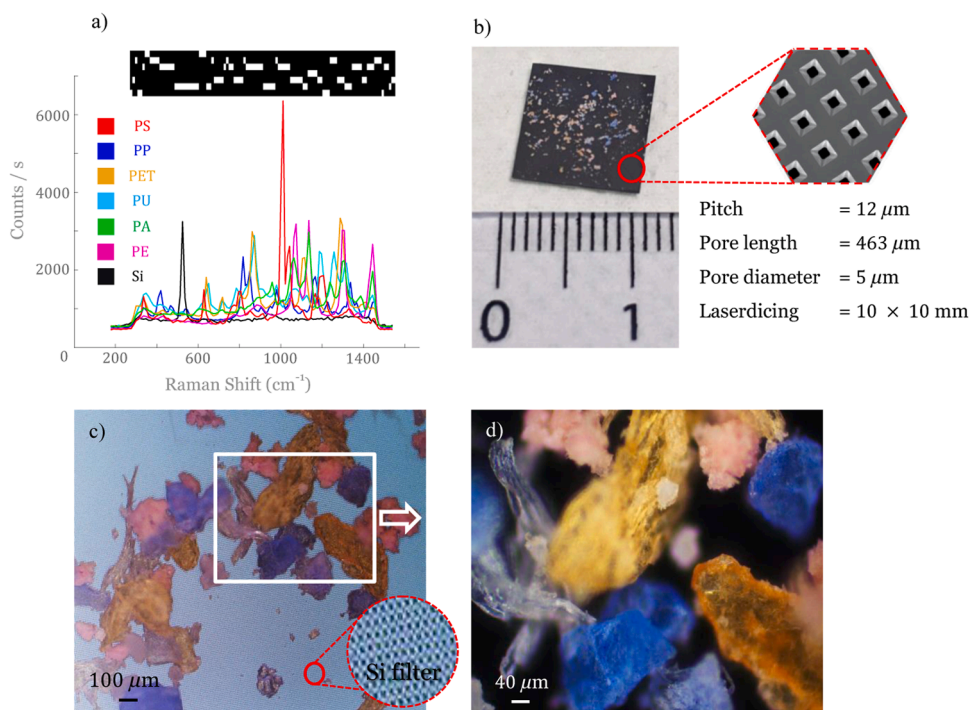 a)
6000
4000
2000
0
Counts / s
PS
PP
PET
PU
PA
PE
Si
200
600
1000
1400
Raman Shift (cm⁻¹)
b)
0
1
Pitch = 12 μm
Pore length = 463 μm
Pore diameter = 5 μm
Laserdicing = 10 × 10 mm
c)
100 μm
Si filter
d)
40 μm